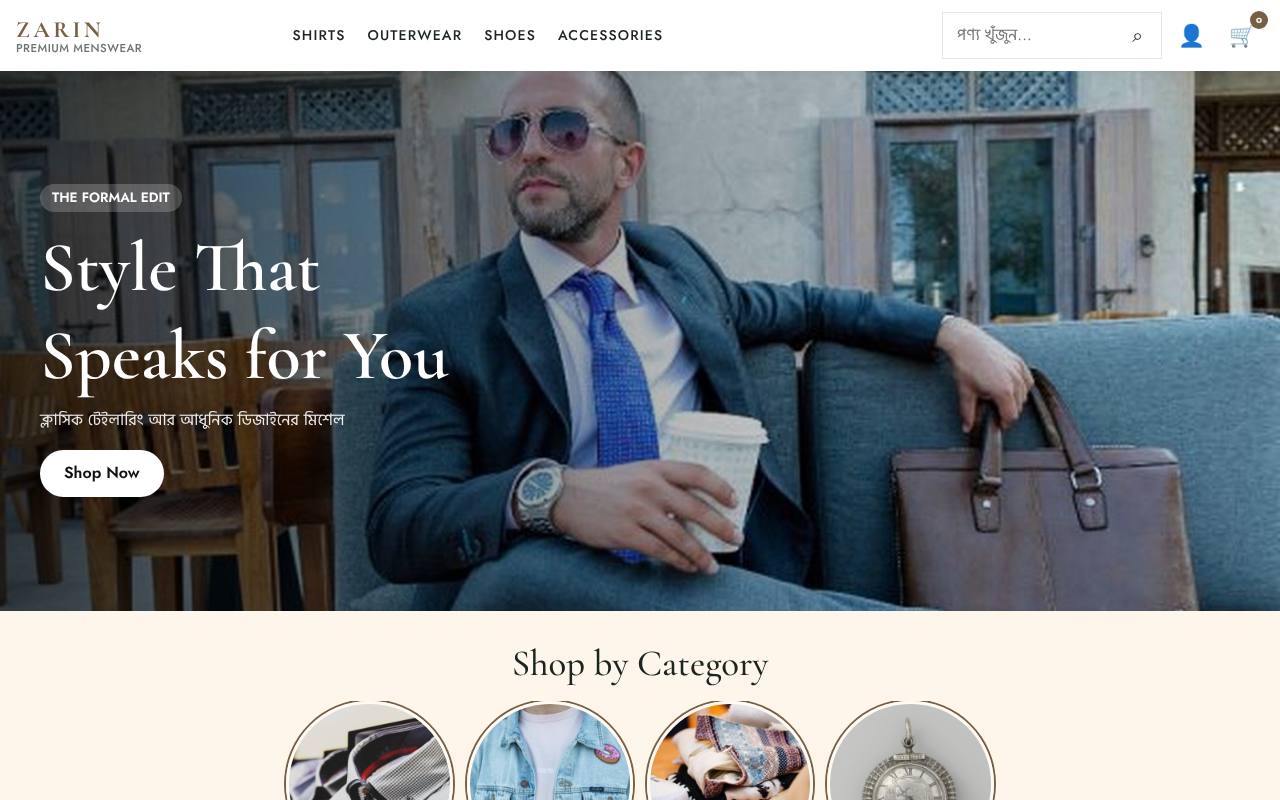 ZARIN
PREMIUM MENSWEAR
SHIRTS OUTERWEAR SHOES ACCESSORIES
পণ্য খুঁজুন...
0
THE FORMAL EDIT
Style That
Speaks for You
ক্লাসিক টেইলারিং আর আধুনিক ডিজাইনের মিশেল
Shop Now
Shop by Category